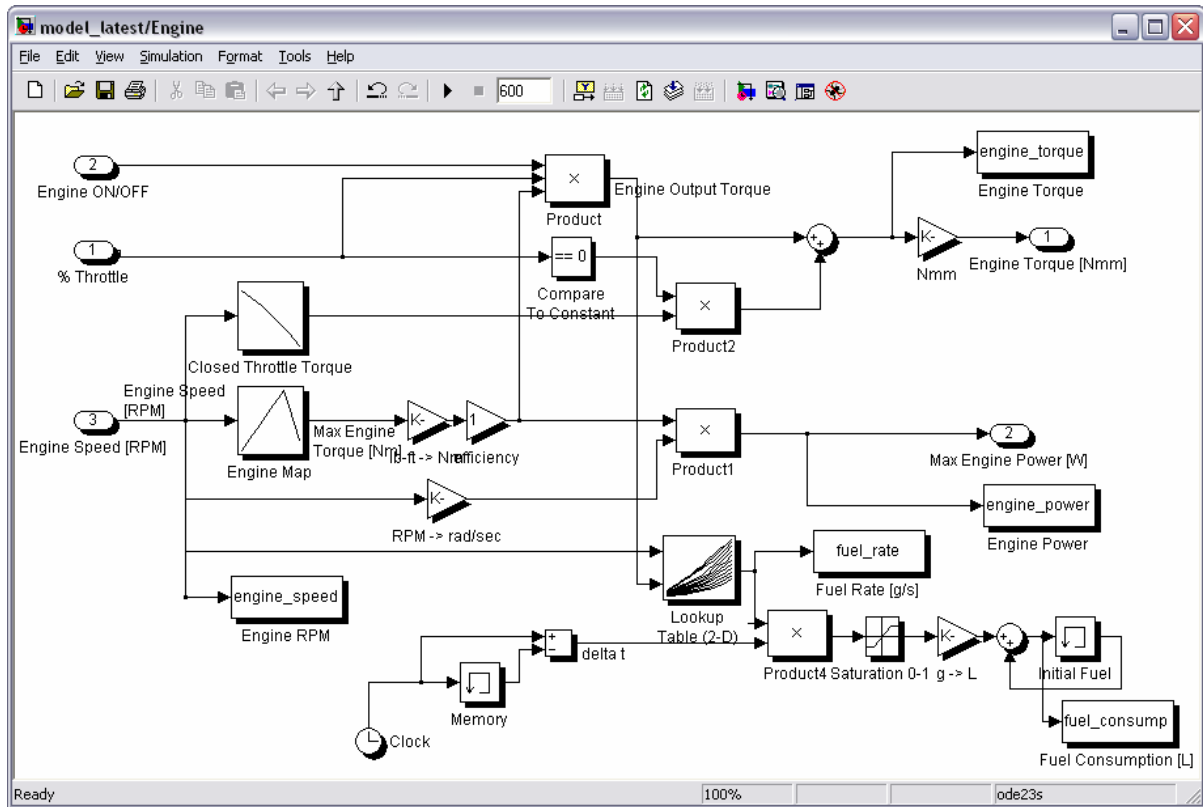 model_latest/Engine
File Edit View Simulation Format Tools Help
600
2
Engine ON/OFF
×
Product
Engine Output Torque
engine_torque
Engine Torque
1
% Throttle
== 0
Compare
To Constant
+
+
K-
Nmm
1
Engine Torque [Nmm]
Closed Throttle Torque
×
Product2
3
Engine Speed [RPM]
Engine Speed
[RPM]
Engine Map
Max Engine
Torque [Nm]
K-
lb-ft -> Nm
1
efficiency
×
Product1
2
Max Engine Power [W]
K-
RPM -> rad/sec
engine_power
Engine Power
engine_speed
Engine RPM
Lookup
Table (2-D)
fuel_rate
Fuel Rate [g/s]
+
−
delta t
Memory
Clock
×
Product4
Saturation 0-1
K-
g -> L
+
+
Initial Fuel
fuel_consump
Fuel Consumption [L]
Ready
100%
ode23s